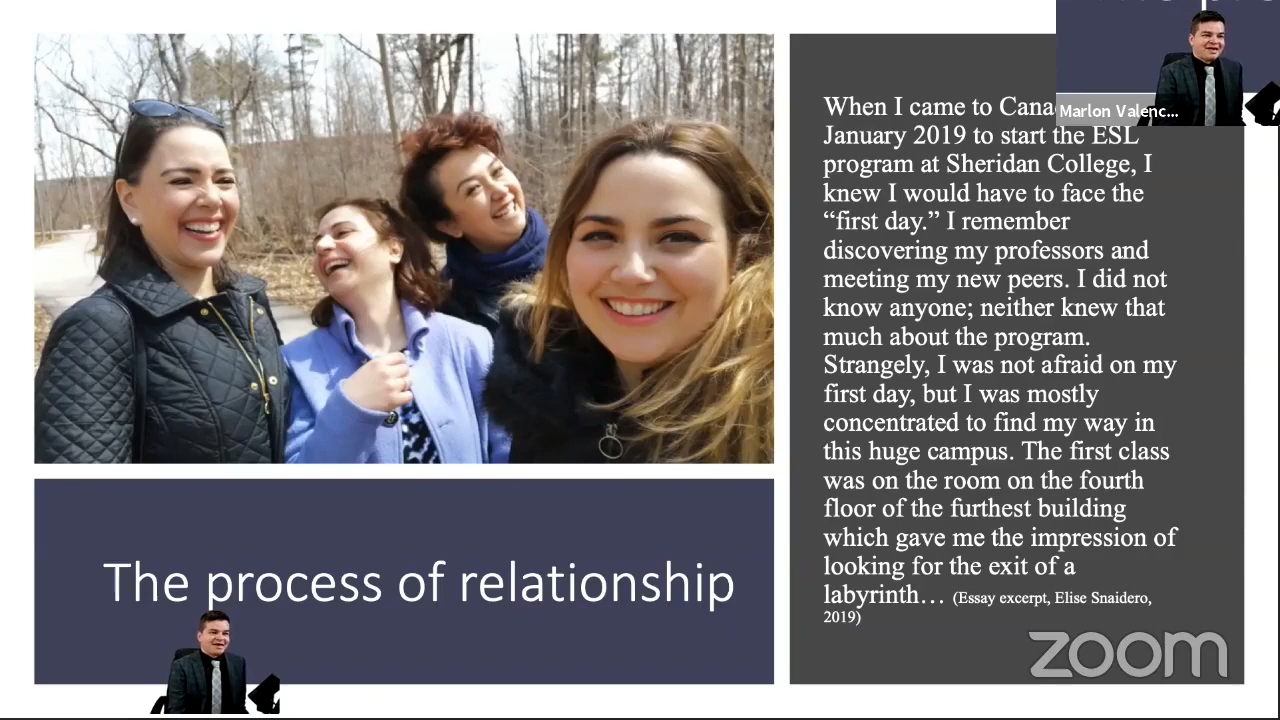 The process of relationship
When I came to Cana
January 2019 to start the ESL
program at Sheridan College, I
knew I would have to face the
“first day.” I remember
discovering my professors and
meeting my new peers. I did not
know anyone; neither knew that
much about the program.
Strangely, I was not afraid on my
first day, but I was mostly
concentrated to find my way in
this huge campus. The first class
was on the room on the fourth
floor of the furthest building
which gave me the impression of
looking for the exit of a
labyrinth… (Essay excerpt, Elise Snaidero,
2019)
Marlon Valenc...
zoom